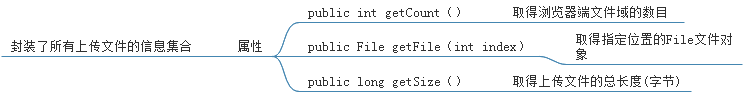 public int getCount ()
取得浏览器端文件域的数目
封装了所有上传文件的信息集合
属性
public File getFile (int index)
取得指定位置的File文件对
象
public long getSize ()
取得上传文件的总长度(字节)